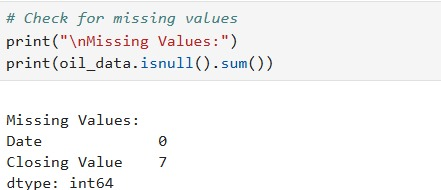 # Check for missing values
print("\nMissing Values:")
print(oil_data.isnull().sum())
Missing Values:
Date             0
Closing Value    7
dtype: int64